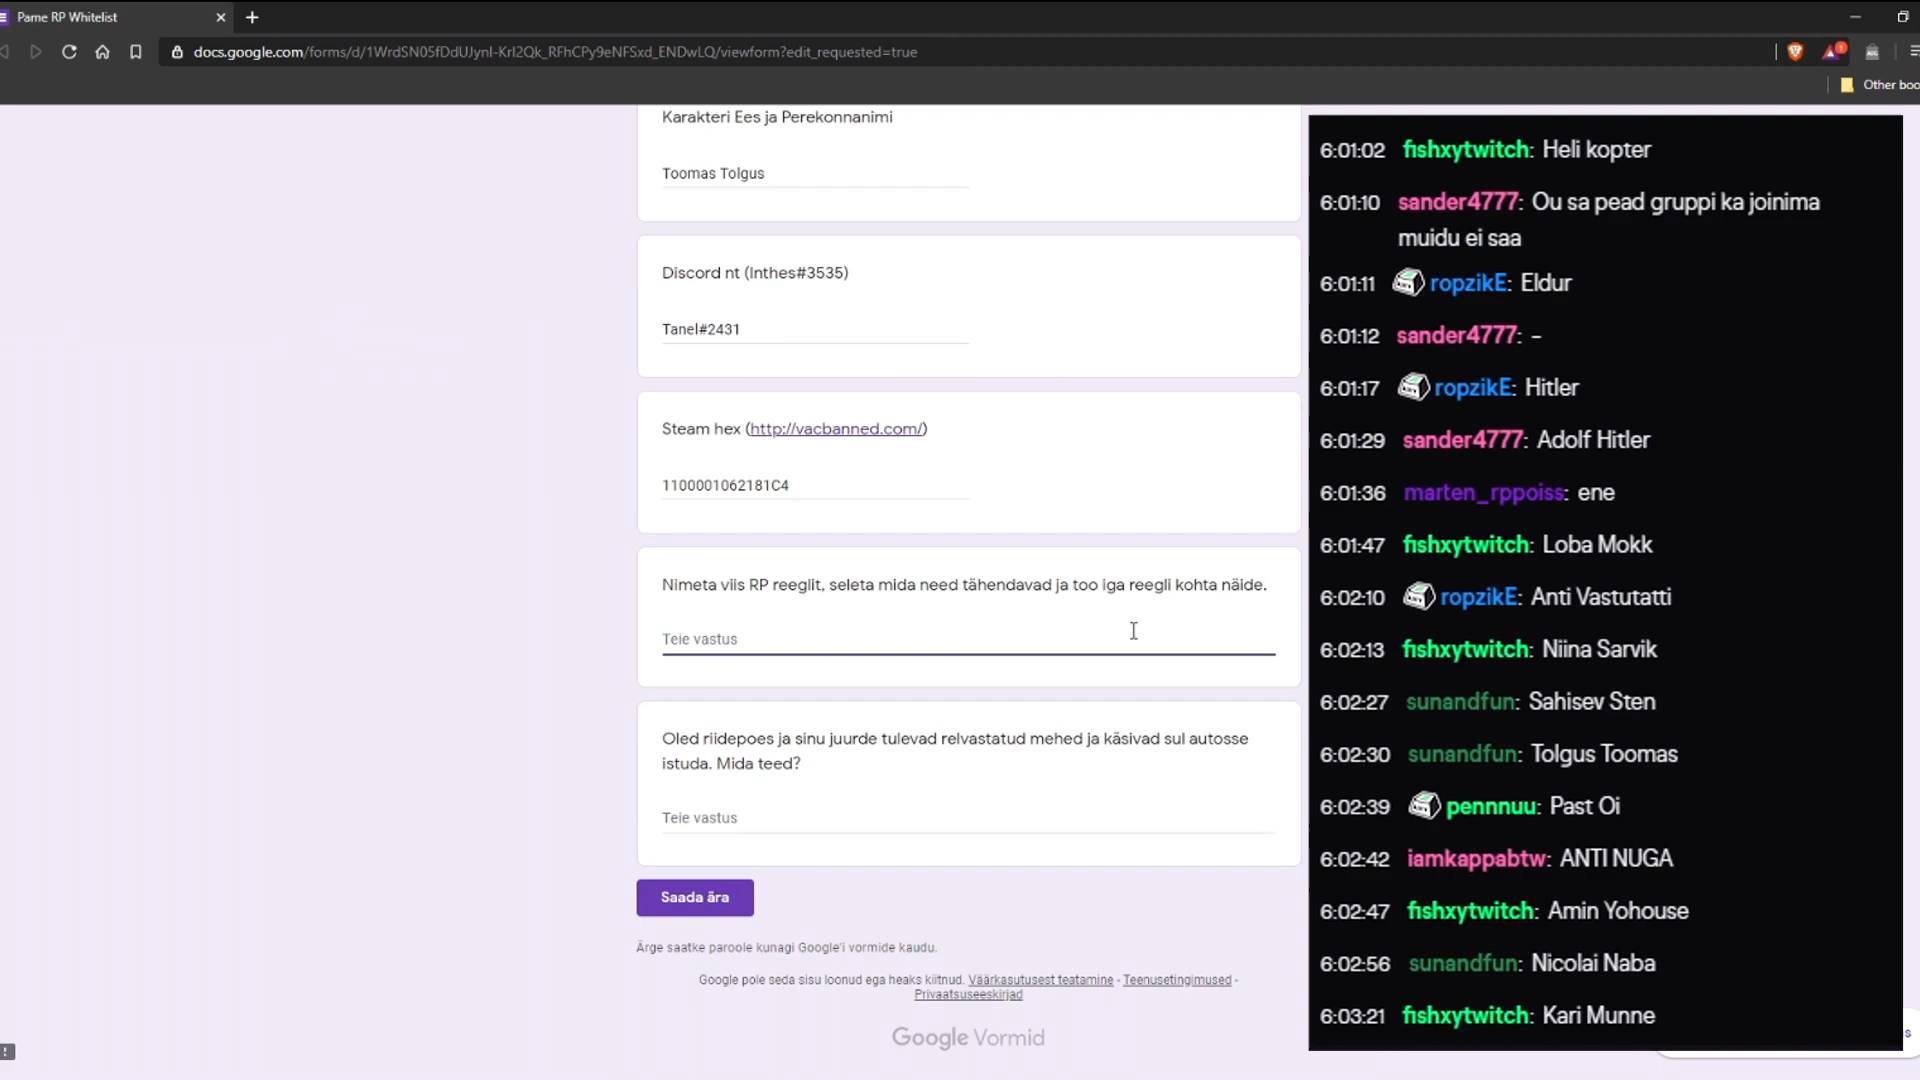 Pame RP Whitelist
docs.google.com/forms/d/1WrdSN05fDdUJynI-KrI2Qk_RFhCPy9eNFSxd_ENDwLQ/viewform?edit_requested=true
1
Other boo
Karakteri Ees ja Perekonnanimi
Toomas Tolgus
Discord nt (Inthes#3535)
Tanel#2431
Steam hex (http://vacbanned.com/)
1100001062181C4
Nimeta viis RP reeglit, seleta mida need tähendavad ja too iga reegli kohta näide.
Teie vastus
Oled riidepoes ja sinu juurde tulevad relvastatud mehed ja käsivad sul autosse
istuda. Mida teed?
Teie vastus
Saada ära
Ärge saatke paroole kunagi Google'i vormide kaudu.
Google pole seda sisu loonud ega heaks kiitnud. Väärkasutusest teatamine - Teenusetingimused -
Privaatsuseeskirjad
Google Vormid
6:01:02 fishxytwitch: Heli kopter
6:01:10 sander4777: Ou sa pead gruppi ka joinima
muidu ei saa
6:01:11 ropzikE: Eldur
6:01:12 sander4777: -
6:01:17 ropzikE: Hitler
6:01:29 sander4777: Adolf Hitler
6:01:36 marten_rppoiss: ene
6:01:47 fishxytwitch: Loba Mokk
6:02:10 ropzikE: Anti Vastutatti
6:02:13 fishxytwitch: Niina Sarvik
6:02:27 sunandfun: Sahisev Sten
6:02:30 sunandfun: Tolgus Toomas
6:02:39 pennnuu: Past Oi
6:02:42 iamkappabtw: ANTI NUGA
6:02:47 fishxytwitch: Amin Yohouse
6:02:56 sunandfun: Nicolai Naba
6:03:21 fishxytwitch: Kari Munne